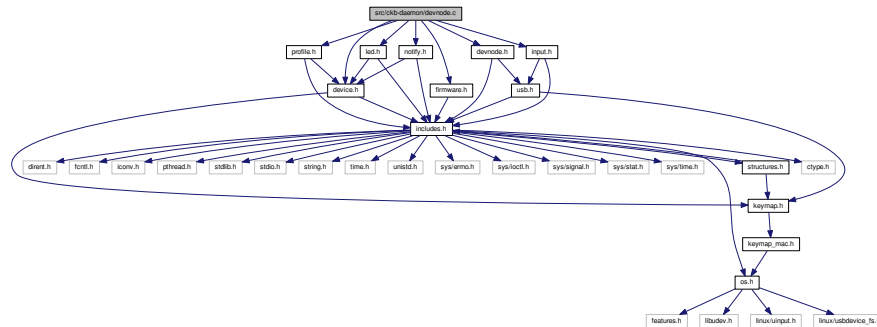 src/ckb-daemon/devnode.c
profile.h led.h notify.h devnode.h input.h
device.h firmware.h usb.h
includes.h
dirent.h fcntl.h iconv.h pthread.h stdlib.h stdio.h string.h time.h unistd.h sys/errno.h sys/ioctl.h sys/signal.h sys/stat.h sys/time.h structures.h ctype.h
keymap.h
keymap_mac.h
os.h
features.h libudev.h linux/uinput.h linux/usbdevice_fs.